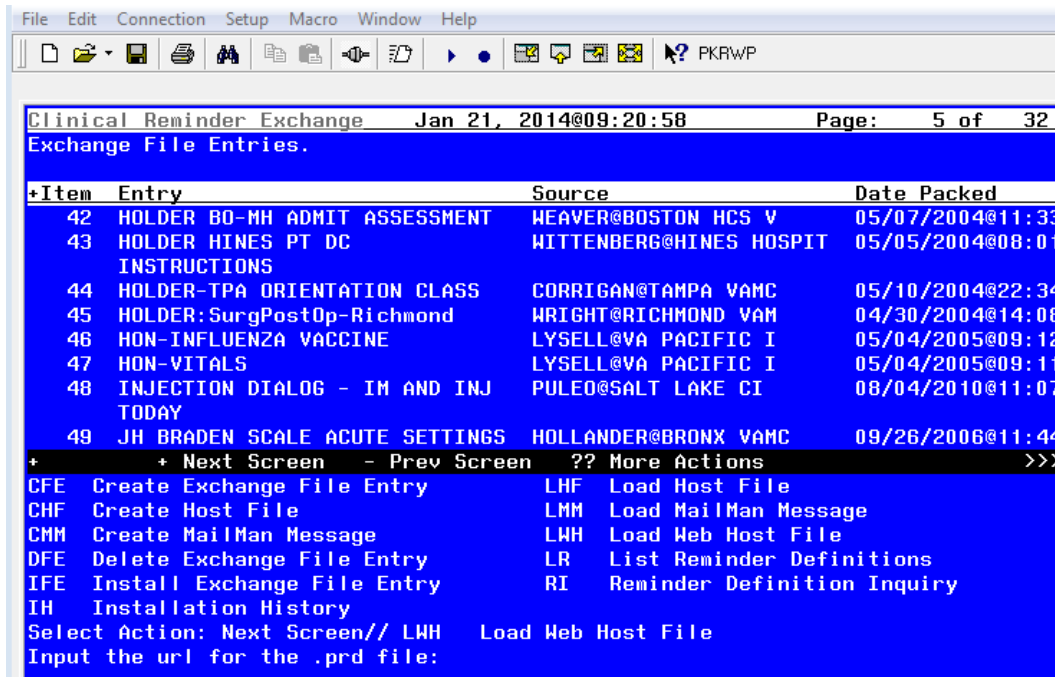 File Edit Connection Setup Macro Window Help
PKRWP
Clinical Reminder Exchange Jan 21, 2014@09:20:58 Page: 5 of 32
Exchange File Entries.
+Item Entry Source Date Packed
42 HOLDER BO-MH ADMIT ASSESSMENT WEAVER@BOSTON HCS V 05/07/2004@11:33
43 HOLDER HINES PT DC WITTENBERG@HINES HOSPIT 05/05/2004@08:01
INSTRUCTIONS
44 HOLDER-TPA ORIENTATION CLASS CORRIGAN@TAMPA VAMC 05/10/2004@22:34
45 HOLDER:SurgPostOp-Richmond WRIGHT@RICHMOND VAM 04/30/2004@14:08
46 HON-INFLUENZA VACCINE LYSELL@VA PACIFIC I 05/04/2005@09:12
47 HON-VITALS LYSELL@VA PACIFIC I 05/04/2005@09:11
48 INJECTION DIALOG - IM AND INJ PULEO@SALT LAKE CI 08/04/2010@11:07
TODAY
49 JH BRADEN SCALE ACUTE SETTINGS HOLLANDER@BRONX VAMC 09/26/2006@11:44
+ + Next Screen - Prev Screen ?? More Actions >>>
CFE Create Exchange File Entry LHF Load Host File
CHF Create Host File LMM Load MailMan Message
CMM Create MailMan Message LWH Load Web Host File
DFE Delete Exchange File Entry LR List Reminder Definitions
IFE Install Exchange File Entry RI Reminder Definition Inquiry
IH Installation History
Select Action: Next Screen// LWH Load Web Host File
Input the url for the .prd file: